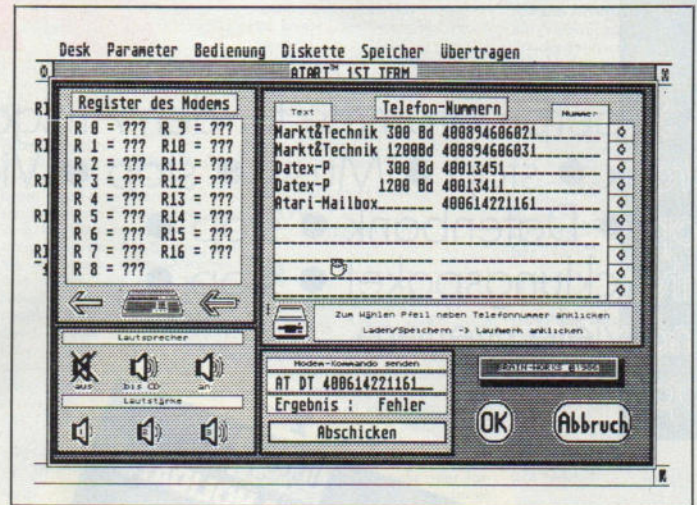 Desk Parameter Bedienung Diskette Speicher Übertragen
ATARI™ 1ST TERM
Register des Modems
R 0 = ??? R 9 = ???
R 1 = ??? R10 = ???
R 2 = ??? R11 = ???
R 3 = ??? R12 = ???
R 4 = ??? R13 = ???
R 5 = ??? R14 = ???
R 6 = ??? R15 = ???
R 7 = ??? R16 = ???
R 8 = ???
Lautsprecher
aus bis CD an
Lautstärke
Telefon-Nummern
Text Nummer
Markt&Technik 300 Bd 400894606021
Markt&Technik 1200Bd 400894606031
Datex-P 300 Bd 40013451
Datex-P 1200 Bd 40013411
Atari-Mailbox 400614221161
Zum Wählen Pfeil neben Telefonnummer anklicken
Laden/Speichern -> Laufwerk anklicken
Modem-Kommando senden
AT DT 400614221161
Ergebnis : Fehler
Abschicken
BRAIN-WORKS ©1986
OK
Abbruch